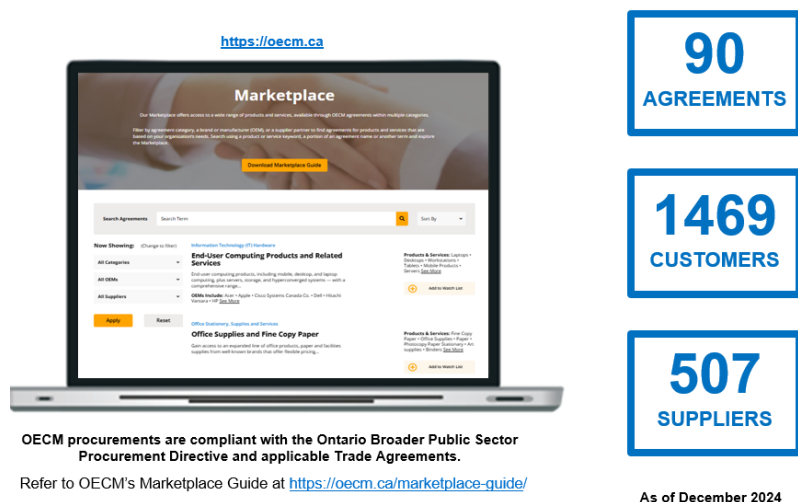 https://oecm.ca
Marketplace
Our Marketplace offers access to a wide range of products and services, available through OECM agreements within multiple categories.
Filter by agreement category, a brand or manufacturer (OEM), or a supplier partner to find agreements for products and services that are
based on your organization's needs. Search using a product or service keyword, a portion of an agreement name or another term and explore
the Marketplace.
Download Marketplace Guide
Search Agreements Search Term Sort By
Now Showing: (Change to filter)
All Categories
All OEMs
All Suppliers
Apply Reset
Information Technology (IT) Hardware
End-User Computing Products and Related
Services
End-user computing products, including mobile, desktop, and laptop
computing, plus servers, storage, and hyperconverged systems — with a
comprehensive range...
OEMs Include: Acer • Apple • Cisco Systems Canada Co. • Dell • Hitachi
Vantara • HP See More
Products & Services: Laptops •
Desktops • Workstations •
Tablets • Mobile Products •
Servers See More
Add to Watch List
Office Stationary, Supplies and Services
Office Supplies and Fine Copy Paper
Gain access to an expanded line of office products, paper and facilities
supplies from well-known brands that offer flexible pricing...
Products & Services: Fine Copy
Paper • Office Supplies • Paper •
Photocopy Paper Stationary • Art
supplies • Binders See More
Add to Watch List
OECM procurements are compliant with the Ontario Broader Public Sector
Procurement Directive and applicable Trade Agreements.
Refer to OECM's Marketplace Guide at https://oecm.ca/marketplace-guide/
90
AGREEMENTS
1469
CUSTOMERS
507
SUPPLIERS
As of December 2024